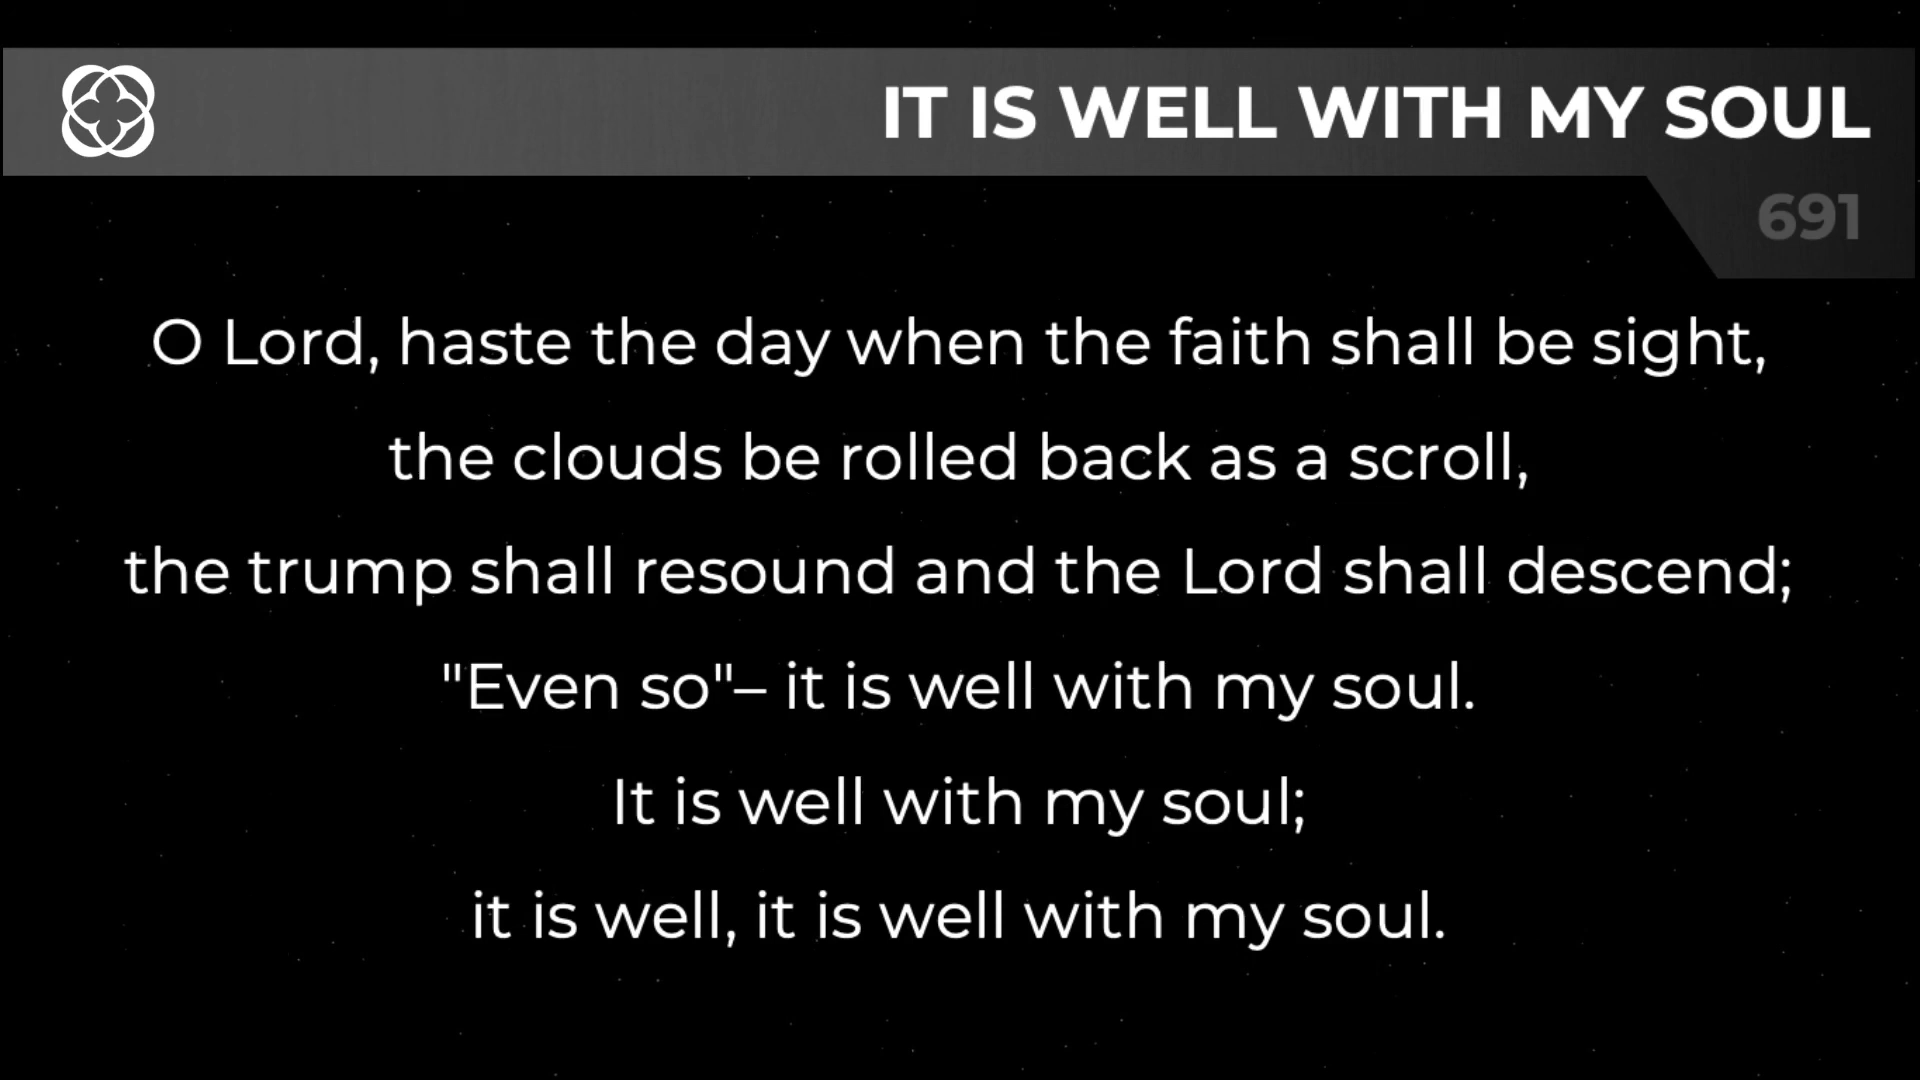 IT IS WELL WITH MY SOUL
691
O Lord, haste the day when the faith shall be sight,
the clouds be rolled back as a scroll,
the trump shall resound and the Lord shall descend;
"Even so"– it is well with my soul.
It is well with my soul;
it is well, it is well with my soul.